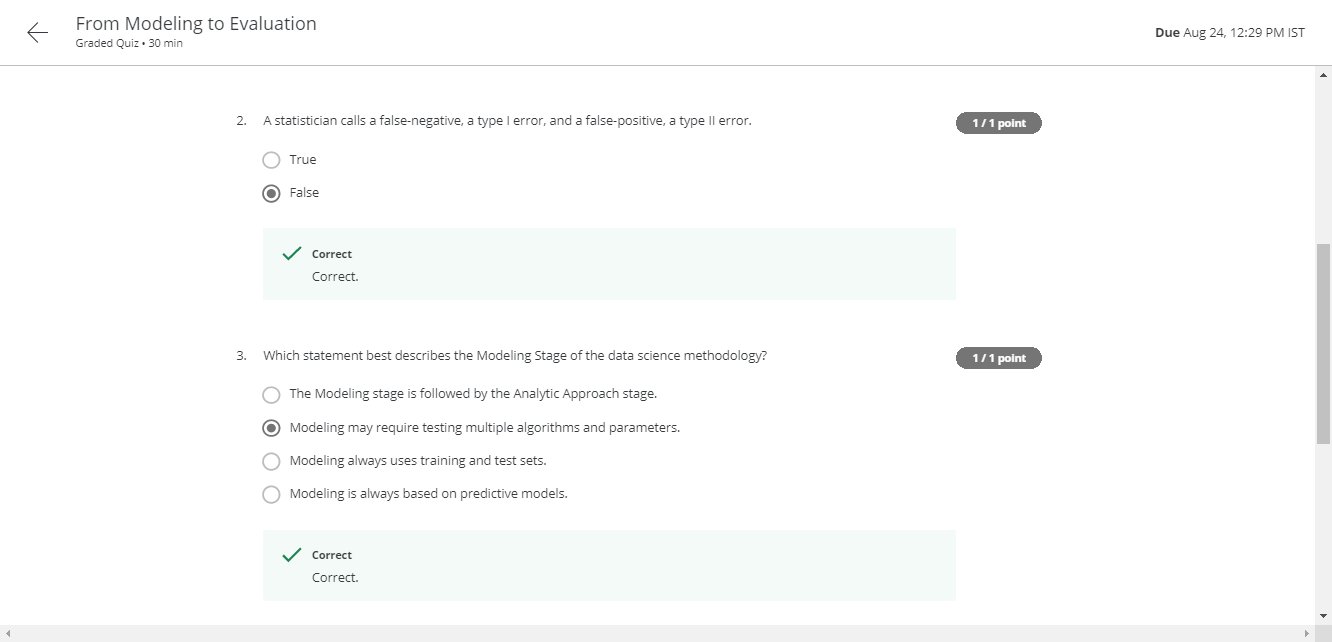 From Modeling to Evaluation
Graded Quiz • 30 min
Due Aug 24, 12:29 PM IST
2. A statistician calls a false-negative, a type I error, and a false-positive, a type II error.
1 / 1 point
True
False
Correct
Correct.
3. Which statement best describes the Modeling Stage of the data science methodology?
1 / 1 point
The Modeling stage is followed by the Analytic Approach stage.
Modeling may require testing multiple algorithms and parameters.
Modeling always uses training and test sets.
Modeling is always based on predictive models.
Correct
Correct.